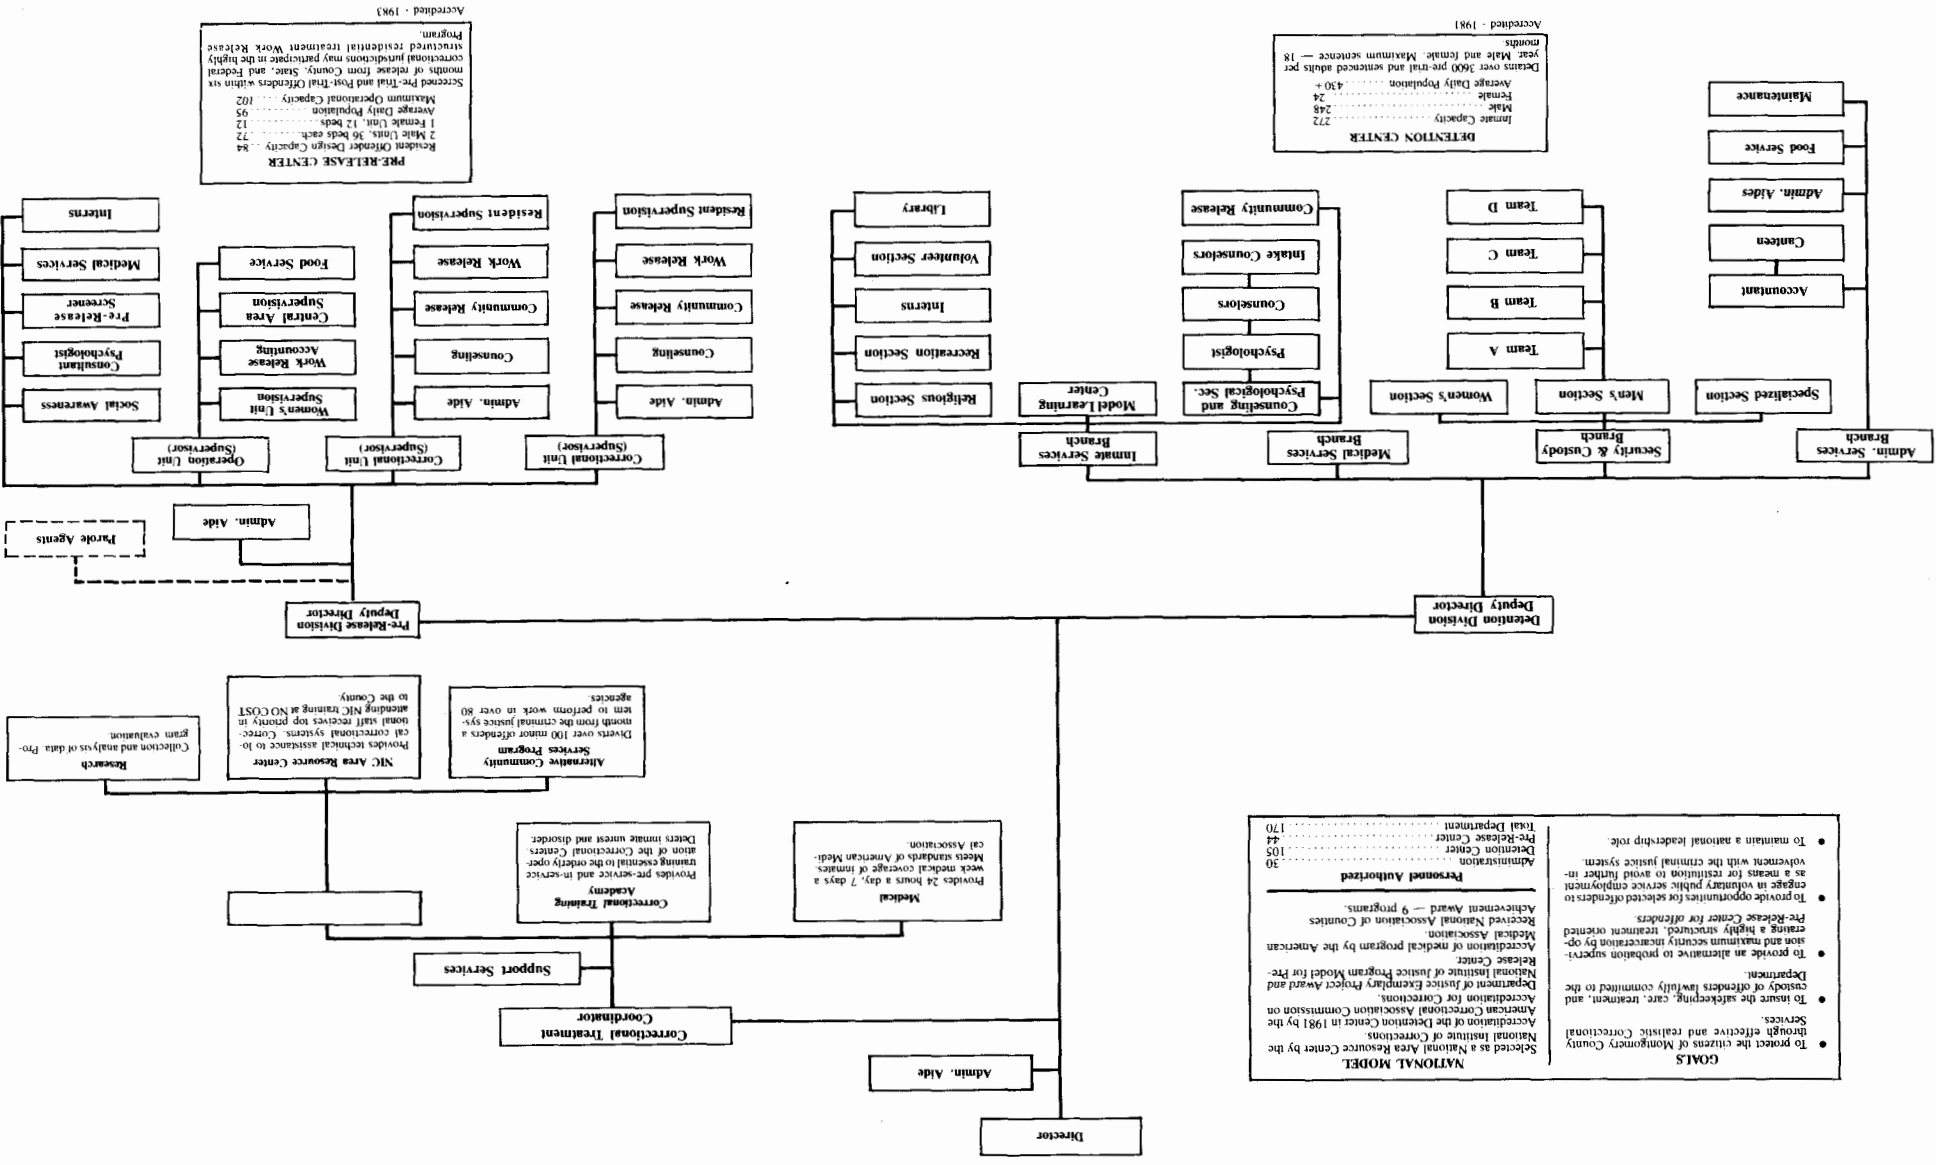 Director
Admin. Aide
GOALS
• To protect the citizens of Montgomery County
through effective and realistic Correctional
Services.
• To insure the safekeeping, care, treatment, and
custody of offenders lawfully committed to the
Department.
• To provide an alternative to probation supervi-
sion and maximum security incarceration by op-
erating a highly structured, treatment oriented
Pre-Release Center for offenders.
• To provide opportunities for selected offenders to
engage in voluntary public service employment
as a means for restitution to avoid further in-
volvement with the criminal justice system.
• To maintain a national leadership role.
NATIONAL MODEL
Selected as a National Area Resource Center by the
National Institute of Corrections.
Accreditation of the Detention Center in 1981 by the
American Correctional Association Commission on
Accreditation for Corrections.
Department of Justice Exemplary Project Award and
National Institute of Justice Program Model for Pre-
Release Center.
Accreditation of medical program by the American
Medical Association.
Received National Association of Counties
Achievement Award — 9 programs.
Personnel Authorized
Administration ........ 30
Detention Center ........ 105
Pre-Release Center ........ 44
Total Department ........ 170
Correctional Treatment
Coordinator
Support Services
Medical
Provides 24 hours a day, 7 days a
week medical coverage of inmates.
Meets standards of American Medi-
cal Association.
Correctional Training
Academy
Provides pre-service and in-service
training essential to the orderly oper-
ation of the Correctional Centers.
Deters inmate unrest and disorder.
Alternative Community
Services Program
Diverts over 100 minor offenders a
month from the criminal justice sys-
tem to perform work in over 80
agencies.
NIC Area Resource Center
Provides technical assistance to lo-
cal correctional systems. Correc-
tional staff receives top priority in
attending NIC training at NO COST
to the County.
Research
Collection and analysis of data. Pro-
gram evaluation.
Detention Division
Deputy Director
Pre-Release Division
Deputy Director
Parole Agents
Admin. Aide
Admin. Services
Branch
Security & Custody
Branch
Medical Services
Branch
Inmate Services
Branch
Accountant
Canteen
Admin. Aides
Food Service
Maintenance
Specialized Section
Men's Section
Women's Section
Team A
Team B
Team C
Team D
Counseling and
Psychological Sec.
Psychologist
Counselors
Intake Counselors
Community Release
Model Learning
Center
Religious Section
Recreation Section
Interns
Volunteer Section
Library
Correctional Unit
(Supervisor)
Admin. Aide
Counseling
Community Release
Work Release
Resident Supervision
Correctional Unit
(Supervisor)
Admin. Aide
Counseling
Community Release
Work Release
Resident Supervision
Operation Unit
(Supervisor)
Women's Unit
Supervision
Work Release
Accounting
Central Area
Supervision
Food Service
Social Awareness
Consultant
Psychologist
Pre-Release
Screener
Medical Services
Interns
DETENTION CENTER
Inmate Capacity ........ 272
Male ........ 248
Female ........ 24
Average Daily Population ........ 430+
Detains over 3600 pre-trial and sentenced adults per
year. Male and female. Maximum sentence — 18
months.
Accredited - 1981
PRE-RELEASE CENTER
Resident Offender Design Capacity .. 84
2 Male Units, 36 beds each ........ 72
1 Female Unit, 12 beds ........ 12
Average Daily Population ........ 95
Maximum Operational Capacity .... 102
Screened Pre-Trial and Post-Trial Offenders within six
months of release from County, State, and Federal
correctional jurisdictions may participate in the highly
structured residential treatment Work Release
Program.
Accredited - 1983